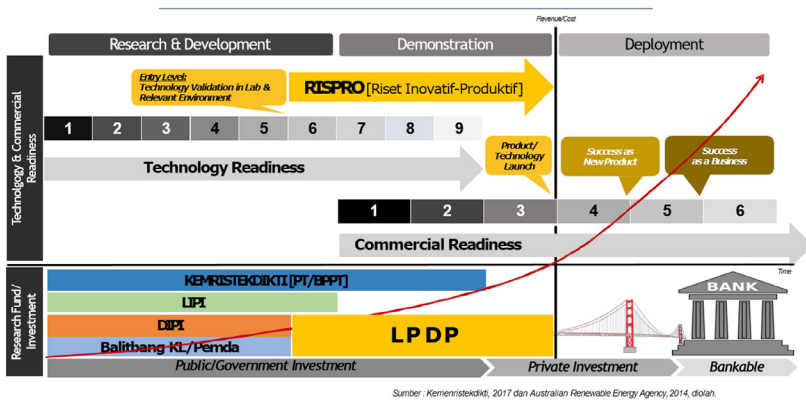 Revenue/Cost
Research & Development
Demonstration
Deployment
Technolgogy & Commercial
Readiness
Entry Level:
Technology Validation in Lab &
Relevant Environment
RISPRO [Riset Inovatif-Produktif]
1 2 3 4 5 6 7 8 9
Technology Readiness
Product/
Technology
Launch
Success as
New Product
Success
as a Business
1 2 3 4 5 6
Commercial Readiness
Time
Research Fund/
Investment
KEMRISTEKDIKTI [PT/BPPT]
LIPI
DIPI
Balitbang KL/Pemda
LPDP
BANK
Public/Government Investment
Private Investment
Bankable
Sumber : Kemenristekdikti, 2017 dan Australian Renewable Energy Agency, 2014, diolah.